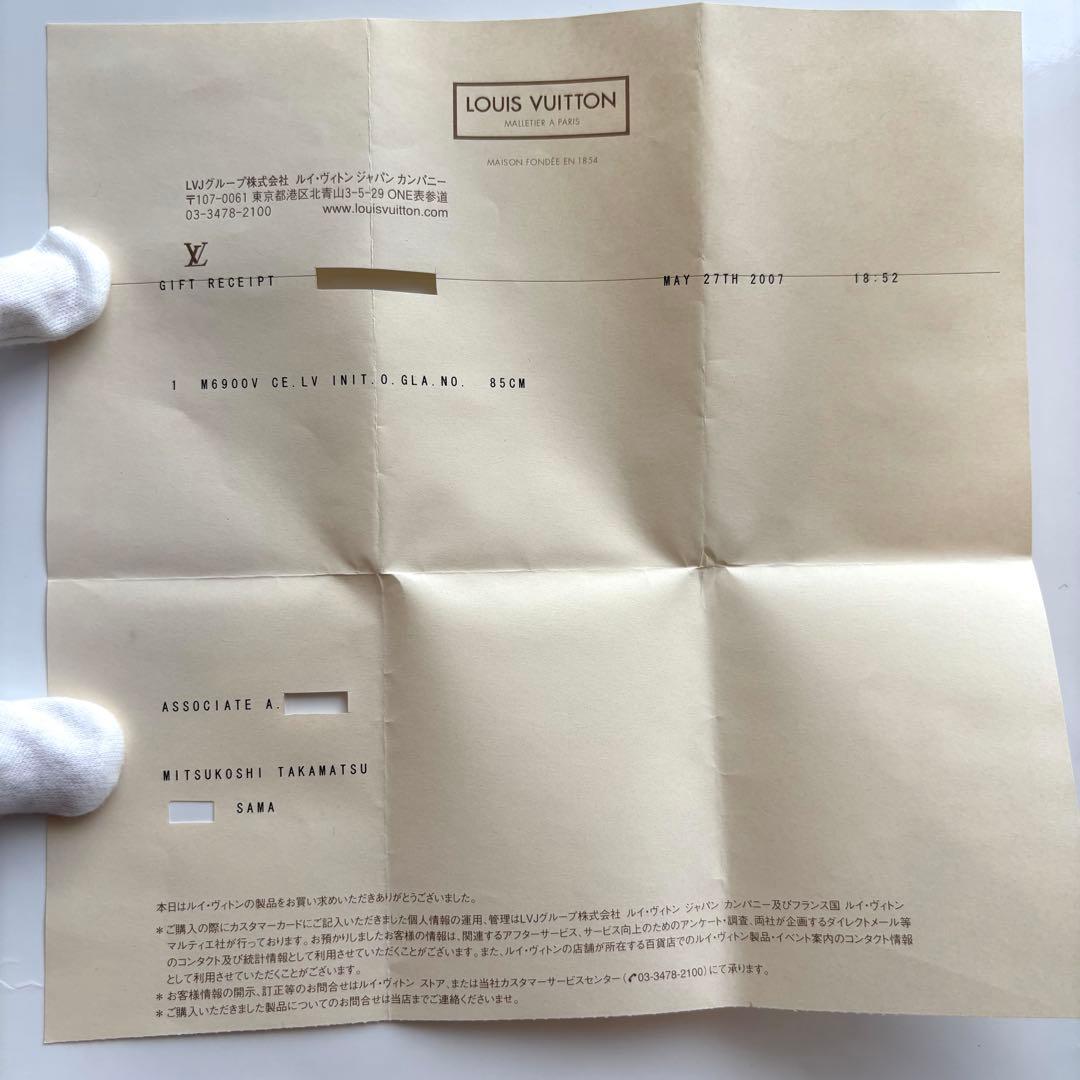 LOUIS VUITTON
MALLETIER A PARIS
MAISON FONDÉE EN 1854
LVJグループ株式会社 ルイ・ヴィトン ジャパン カンパニー
〒107-0061 東京都港区北青山3-5-29 ONE表参道
03-3478-2100 www.louisvuitton.com
LV
GIFT RECEIPT MAY 27TH 2007 18:52
1 M6900V CE.LV INIT.O.GLA.NO. 85CM
ASSOCIATE A.
MITSUKOSHI TAKAMATSU
SAMA
本日はルイ・ヴィトンの製品をお買い求めいただきありがとうございました。
*ご購入の際にカスタマーカードにご記入いただきました個人情報の運用、管理はLVJグループ株式会社 ルイ・ヴィトン ジャパン カンパニー及びフランス国 ルイ・ヴィトン
マルティエ社が行っております。お預かりしましたお客様の情報は、関連するアフターサービス、サービス向上のためのアンケート・調査、両社が企画するダイレクトメール等
のコンタクト及び統計情報として利用させていただくことがございます。また、ルイ・ヴィトンの店舗が所在する百貨店でのルイ・ヴィトン製品・イベント案内のコンタクト情報
として利用させていただくことがございます。
*お客様情報の開示、訂正等のお問合せはルイ・ヴィトン ストア、または当社カスタマーサービスセンター(✆03-3478-2100)にて承ります。
*ご購入いただきました製品についてのお問合せは当店までご連絡くださいませ。